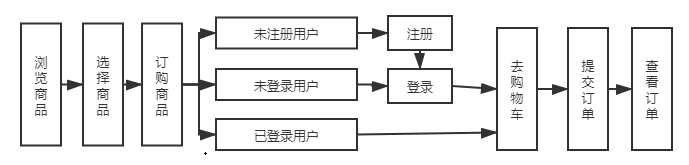 浏览商品
选择商品
订购商品
未注册用户
注册
未登录用户
登录
已登录用户
去购物车
提交订单
查看订单